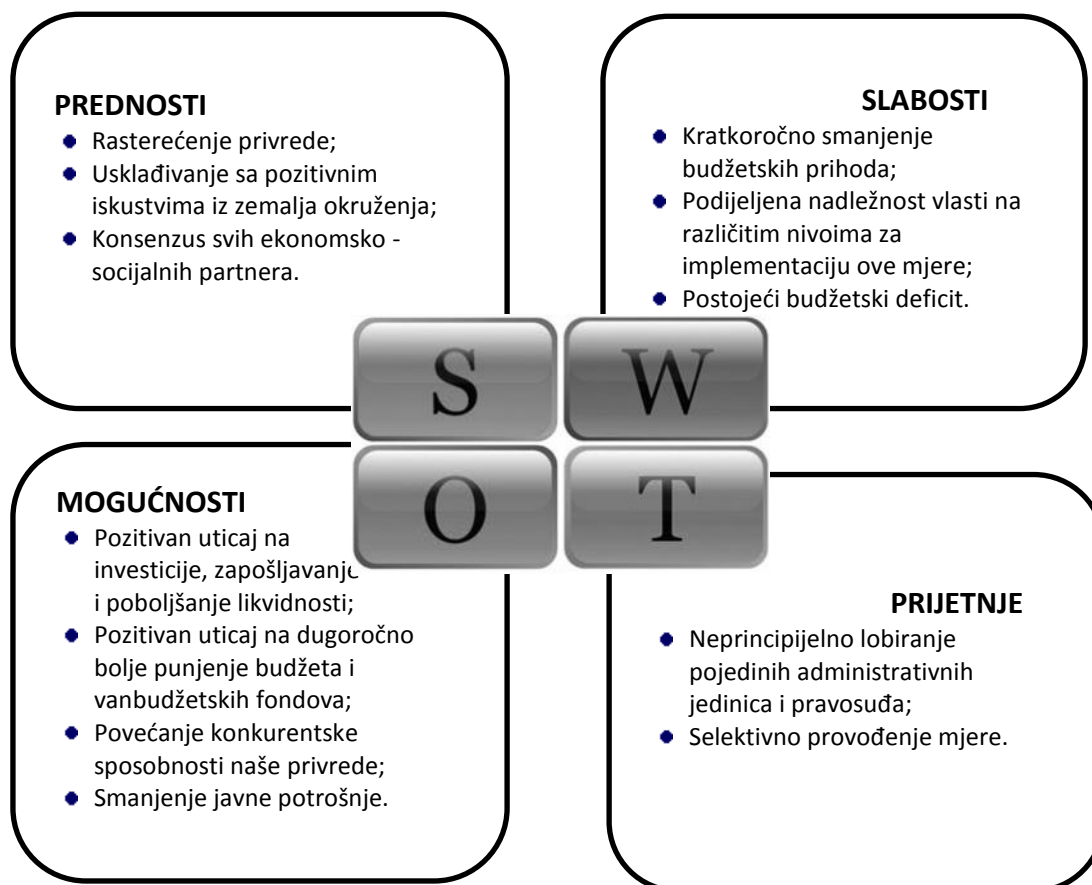 PREDNOSTI
Rasterećenje privrede;
Usklađivanje sa pozitivnim
iskustvima iz zemalja okruženja;
Konsenzus svih ekonomsko -
socijalnih partnera.
SLABOSTI
Kratkoročno smanjenje
budžetskih prihoda;
Podijeljena nadležnost vlasti na
različitim nivoima za
implementaciju ove mjere;
Postojeći budžetski deficit.
S
W
O
T
MOGUĆNOSTI
Pozitivan uticaj na
investicije, zapošljavanje
i poboljšanje likvidnosti;
Pozitivan uticaj na dugoročno
bolje punjenje budžeta i
vanbudžetskih fondova;
Povećanje konkurentske
sposobnosti naše privrede;
Smanjenje javne potrošnje.
PRIJETNJE
Neprincipijelno lobiranje
pojedinih administrativnih
jedinica i pravosuđa;
Selektivno provođenje mjere.